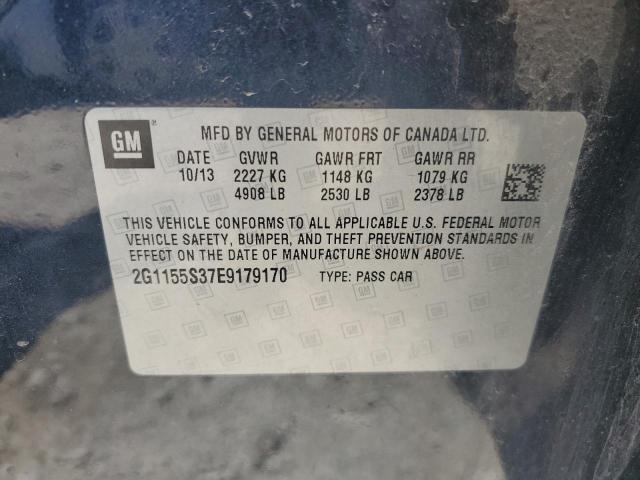 GM
MFD BY GENERAL MOTORS OF CANADA LTD.
DATE GVWR GAWR FRT GAWR RR
10/13 2227 KG 1148 KG 1079 KG
4908 LB 2530 LB 2378 LB
THIS VEHICLE CONFORMS TO ALL APPLICABLE U.S. FEDERAL MOTOR
VEHICLE SAFETY, BUMPER, AND THEFT PREVENTION STANDARDS IN
EFFECT ON THE DATE OF MANUFACTURE SHOWN ABOVE.
2G1155S37E9179170 TYPE: PASS CAR